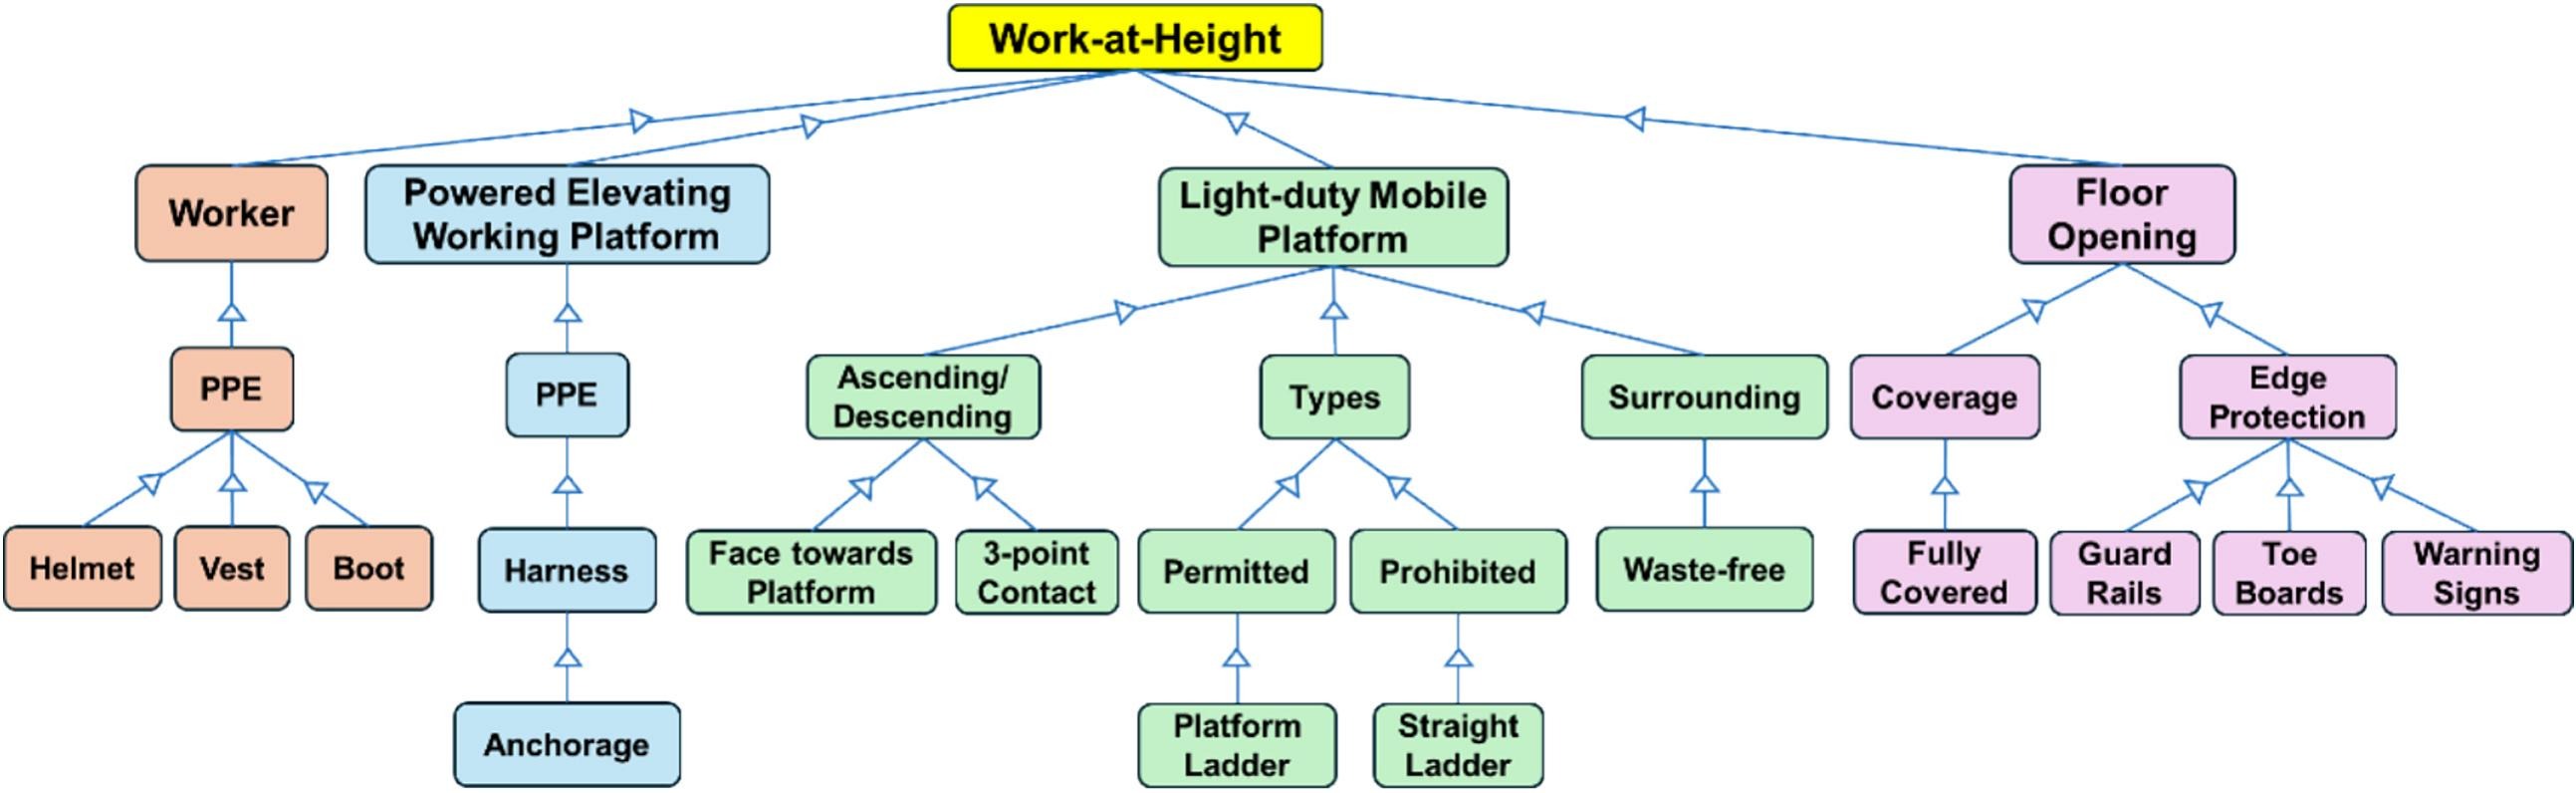 Work-at-Height
Worker
Powered Elevating
Working Platform
Light-duty Mobile
Platform
Floor
Opening
PPE
PPE
Ascending/
Descending
Types
Surrounding
Coverage
Edge
Protection
Helmet
Vest
Boot
Harness
Face towards
Platform
3-point
Contact
Permitted
Prohibited
Waste-free
Fully
Covered
Guard
Rails
Toe
Boards
Warning
Signs
Anchorage
Platform
Ladder
Straight
Ladder